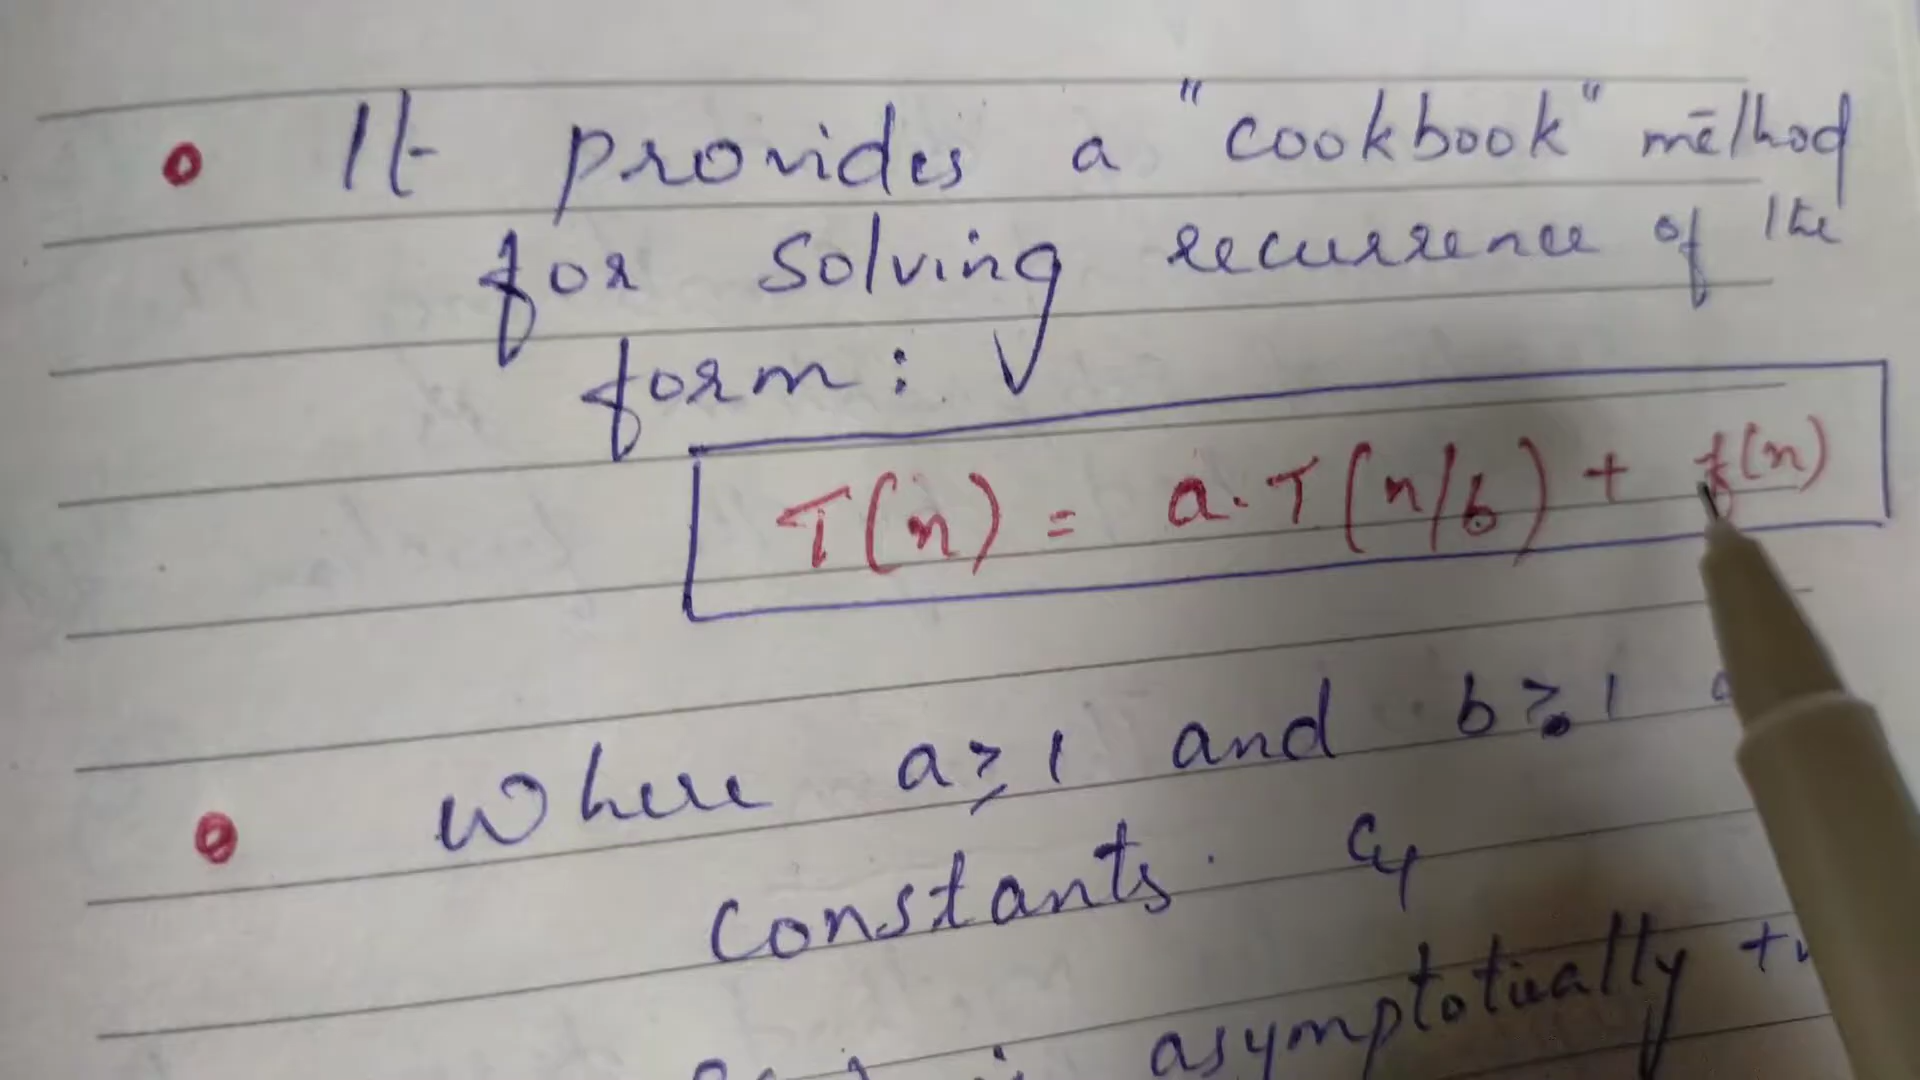 It provides a "cookbook" method
for solving recurrence of the
form:
T(n) = a.T(n/b) + f(n)
Where a ≥ 1 and b ≥ 1
constants. &
asymptotically +v